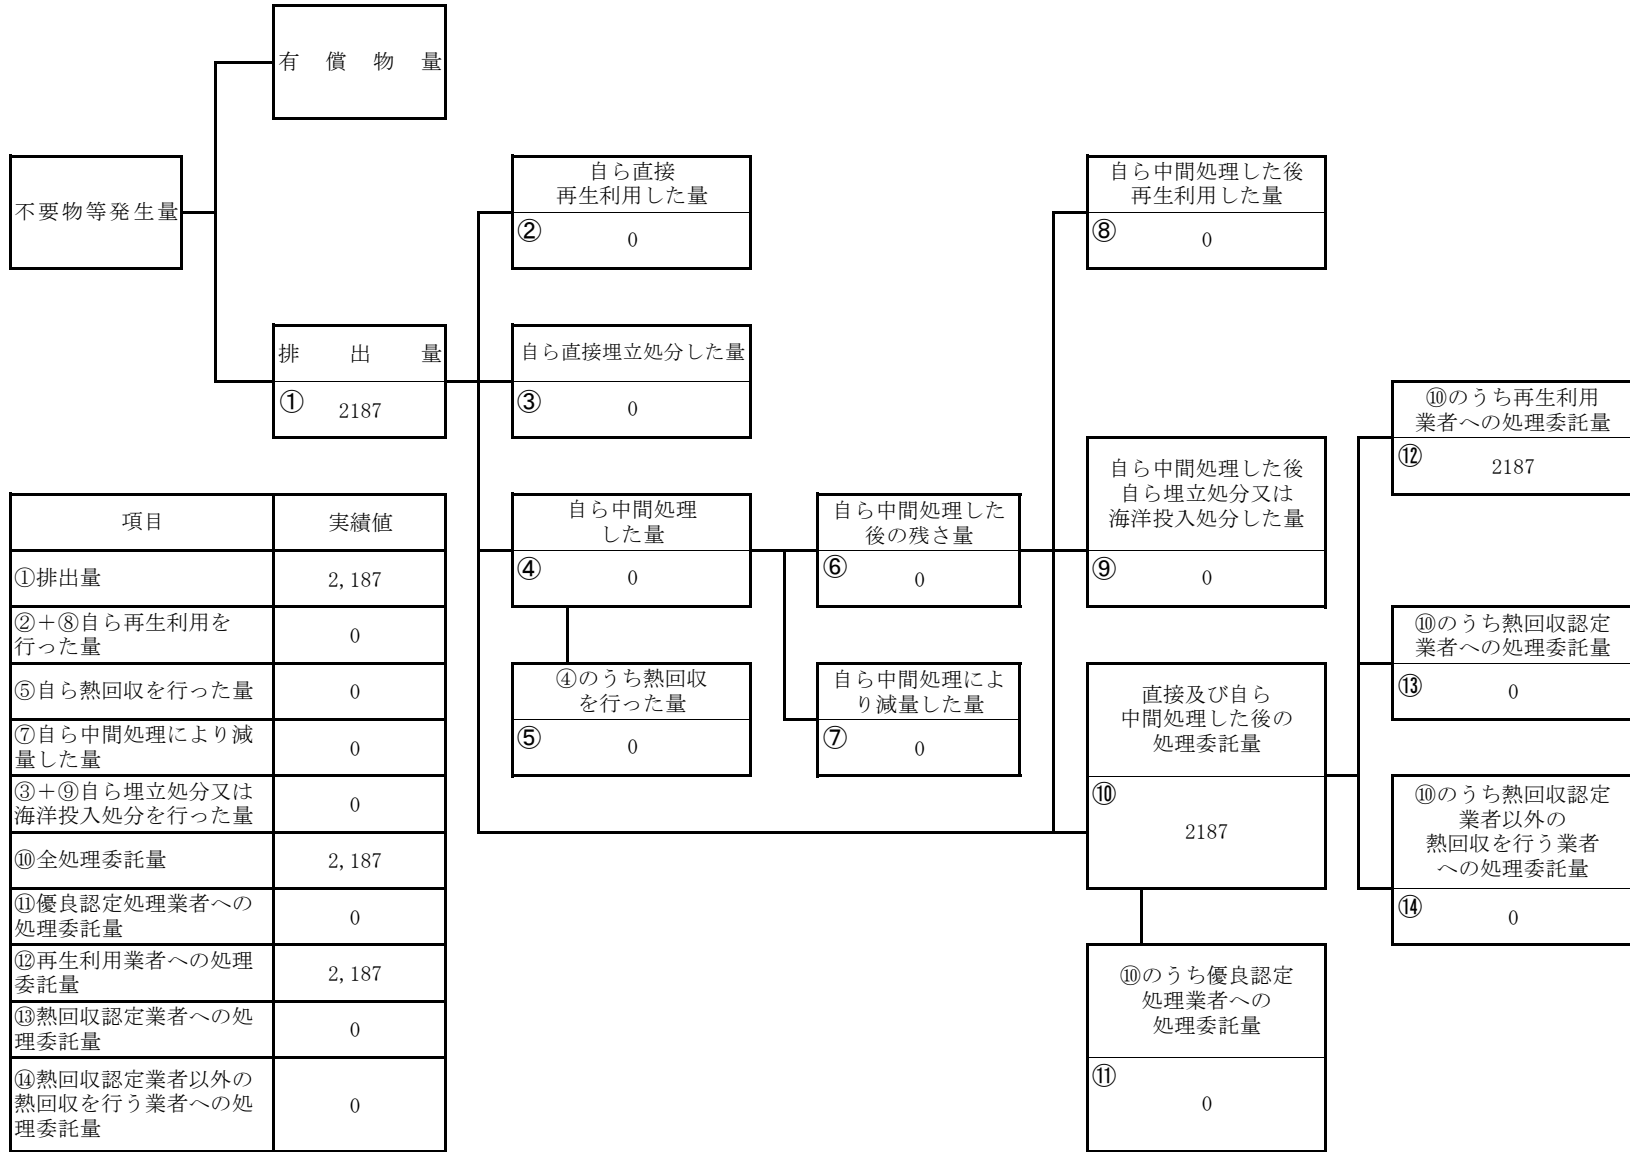 有償物量
不要物等発生量
排出量
① 2187
自ら直接
再生利用した量
② 0
自ら直接埋立処分した量
③ 0
自ら中間処理
した量
④ 0
④のうち熱回収
を行った量
⑤ 0
自ら中間処理した
後の残さ量
⑥ 0
自ら中間処理によ
り減量した量
⑦ 0
自ら中間処理した後
再生利用した量
⑧ 0
自ら中間処理した後
自ら埋立処分又は
海洋投入処分した量
⑨ 0
直接及び自ら
中間処理した後の
処理委託量
⑩
2187
⑩のうち優良認定
処理業者への
処理委託量
⑪
0
⑩のうち再生利用
業者への処理委託量
⑫ 2187
⑩のうち熱回収認定
業者への処理委託量
⑬ 0
⑩のうち熱回収認定
業者以外の
熱回収を行う業者
への処理委託量
⑭ 0
項目 実績値
①排出量 2,187
②+⑧自ら再生利用を
行った量 0
⑤自ら熱回収を行った量 0
⑦自ら中間処理により減
量した量 0
③+⑨自ら埋立処分又は
海洋投入処分を行った量 0
⑩全処理委託量 2,187
⑪優良認定処理業者への
処理委託量 0
⑫再生利用業者への処理
委託量 2,187
⑬熱回収認定業者への処
理委託量 0
⑭熱回収認定業者以外の
熱回収を行う業者への処
理委託量 0